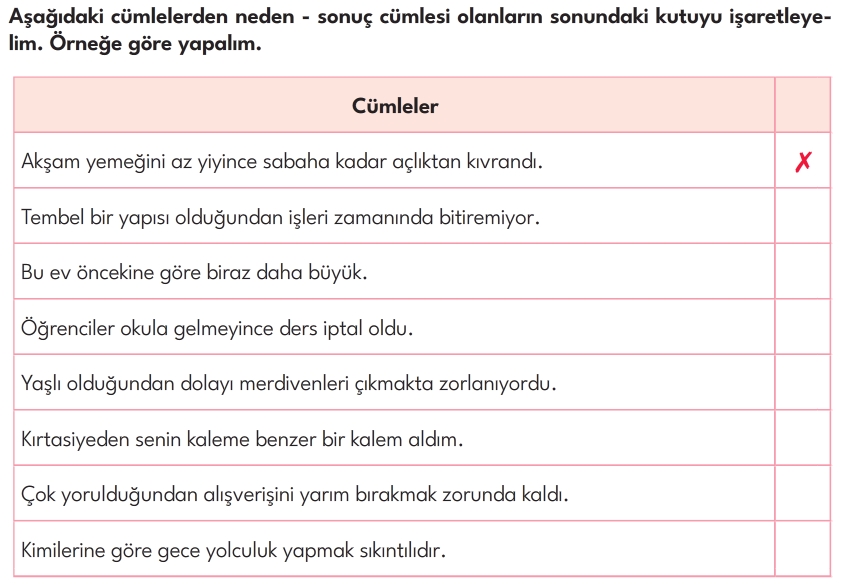 Aşağıdaki cümlelerden neden - sonuç cümlesi olanların sonundaki kutuyu işaretleye-
lim. Örneğe göre yapalım.
Cümleler
Akşam yemeğini az yiyince sabaha kadar açlıktan kıvrandı. ✗
Tembel bir yapısı olduğundan işleri zamanında bitiremiyor.
Bu ev öncekine göre biraz daha büyük.
Öğrenciler okula gelmeyince ders iptal oldu.
Yaşlı olduğundan dolayı merdivenleri çıkmakta zorlanıyordu.
Kırtasiyeden senin kaleme benzer bir kalem aldım.
Çok yorulduğundan alışverişini yarım bırakmak zorunda kaldı.
Kimilerine göre gece yolculuk yapmak sıkıntılıdır.